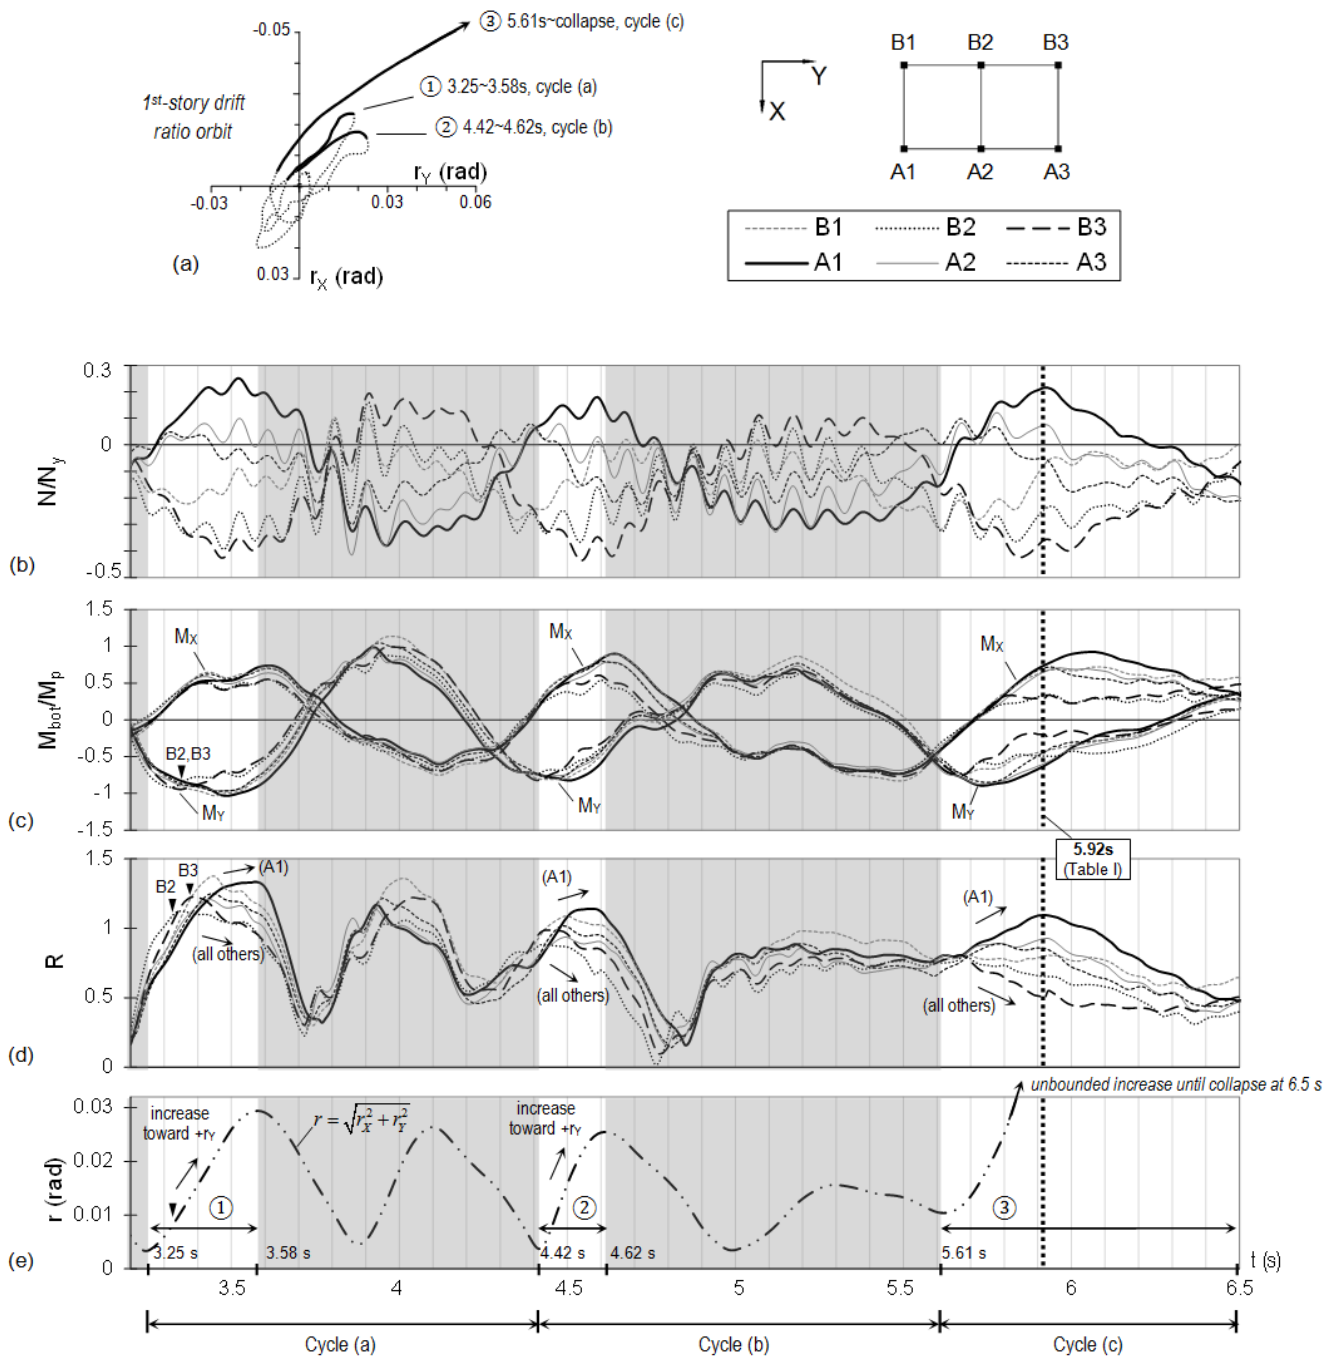 -0.05
③ 5.61s~collapse, cycle (c)
1st-story drift
ratio orbit
① 3.25~3.58s, cycle (a)
② 4.42~4.62s, cycle (b)
rY (rad)
-0.03
0.03
0.06
0.03
rX (rad)
(a)
Y
X
B1 B2 B3
A1 A2 A3
B1 B2 B3
A1 A2 A3
0.3
0
-0.5
N/Ny
(b)
1.5
1
0.5
0
-0.5
-1
-1.5
Mbot/Mp
MX
MX
MX
B2,B3
MY
MY
MY
(c)
5.92s
(Table I)
1.5
1
0.5
0
R
B2
B3
(A1)
(all others)
(A1)
(all others)
(A1)
(all others)
(d)
unbounded increase until collapse at 6.5 s
0.03
0.02
0.01
0
r (rad)
increase
toward +rY
r = √(rX² + rY²)
increase
toward +rY
①
②
③
3.25 s
3.58 s
4.42 s
4.62 s
5.61 s
(e)
t (s)
3.5 4 4.5 5 5.5 6 6.5
Cycle (a) Cycle (b) Cycle (c)